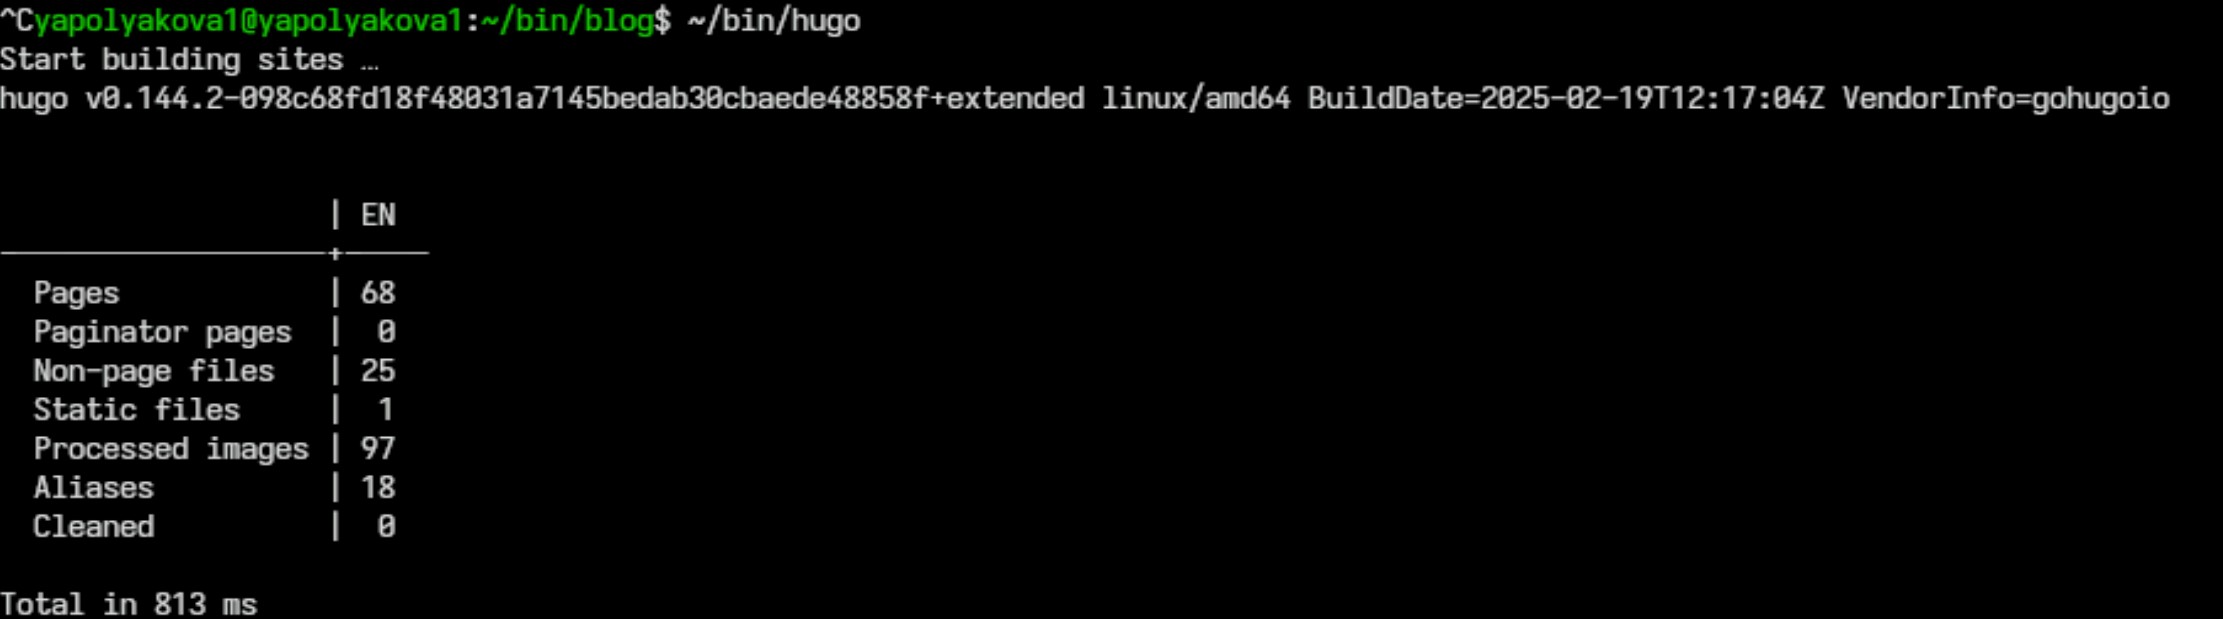 ^Cyapolyakova1@yapolyakova1:~/bin/blog$ ~/bin/hugo
Start building sites …
hugo v0.144.2-098c68fd18f48031a7145bedab30cbaede48858f+extended linux/amd64 BuildDate=2025-02-19T12:17:04Z VendorInfo=gohugoio
| EN
Pages | 68
Paginator pages | 0
Non-page files | 25
Static files | 1
Processed images | 97
Aliases | 18
Cleaned | 0
Total in 813 ms